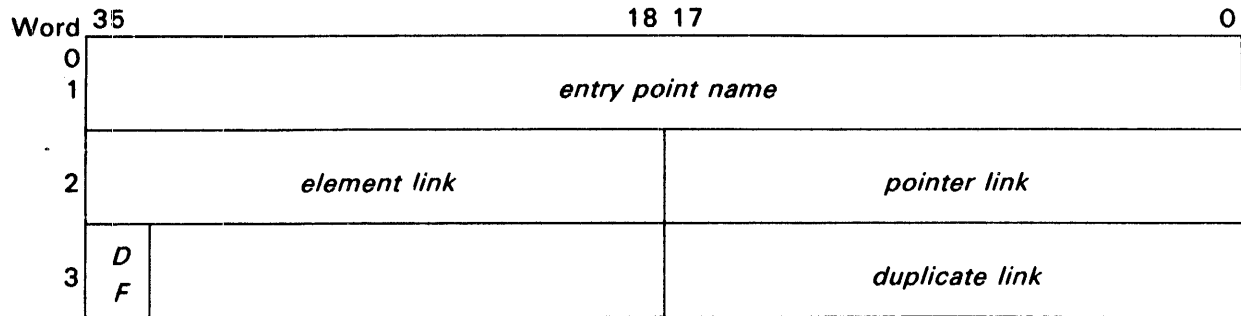 Word 35 18 17 0
0
1 entry point name
2 element link pointer link
D
3 duplicate link
F